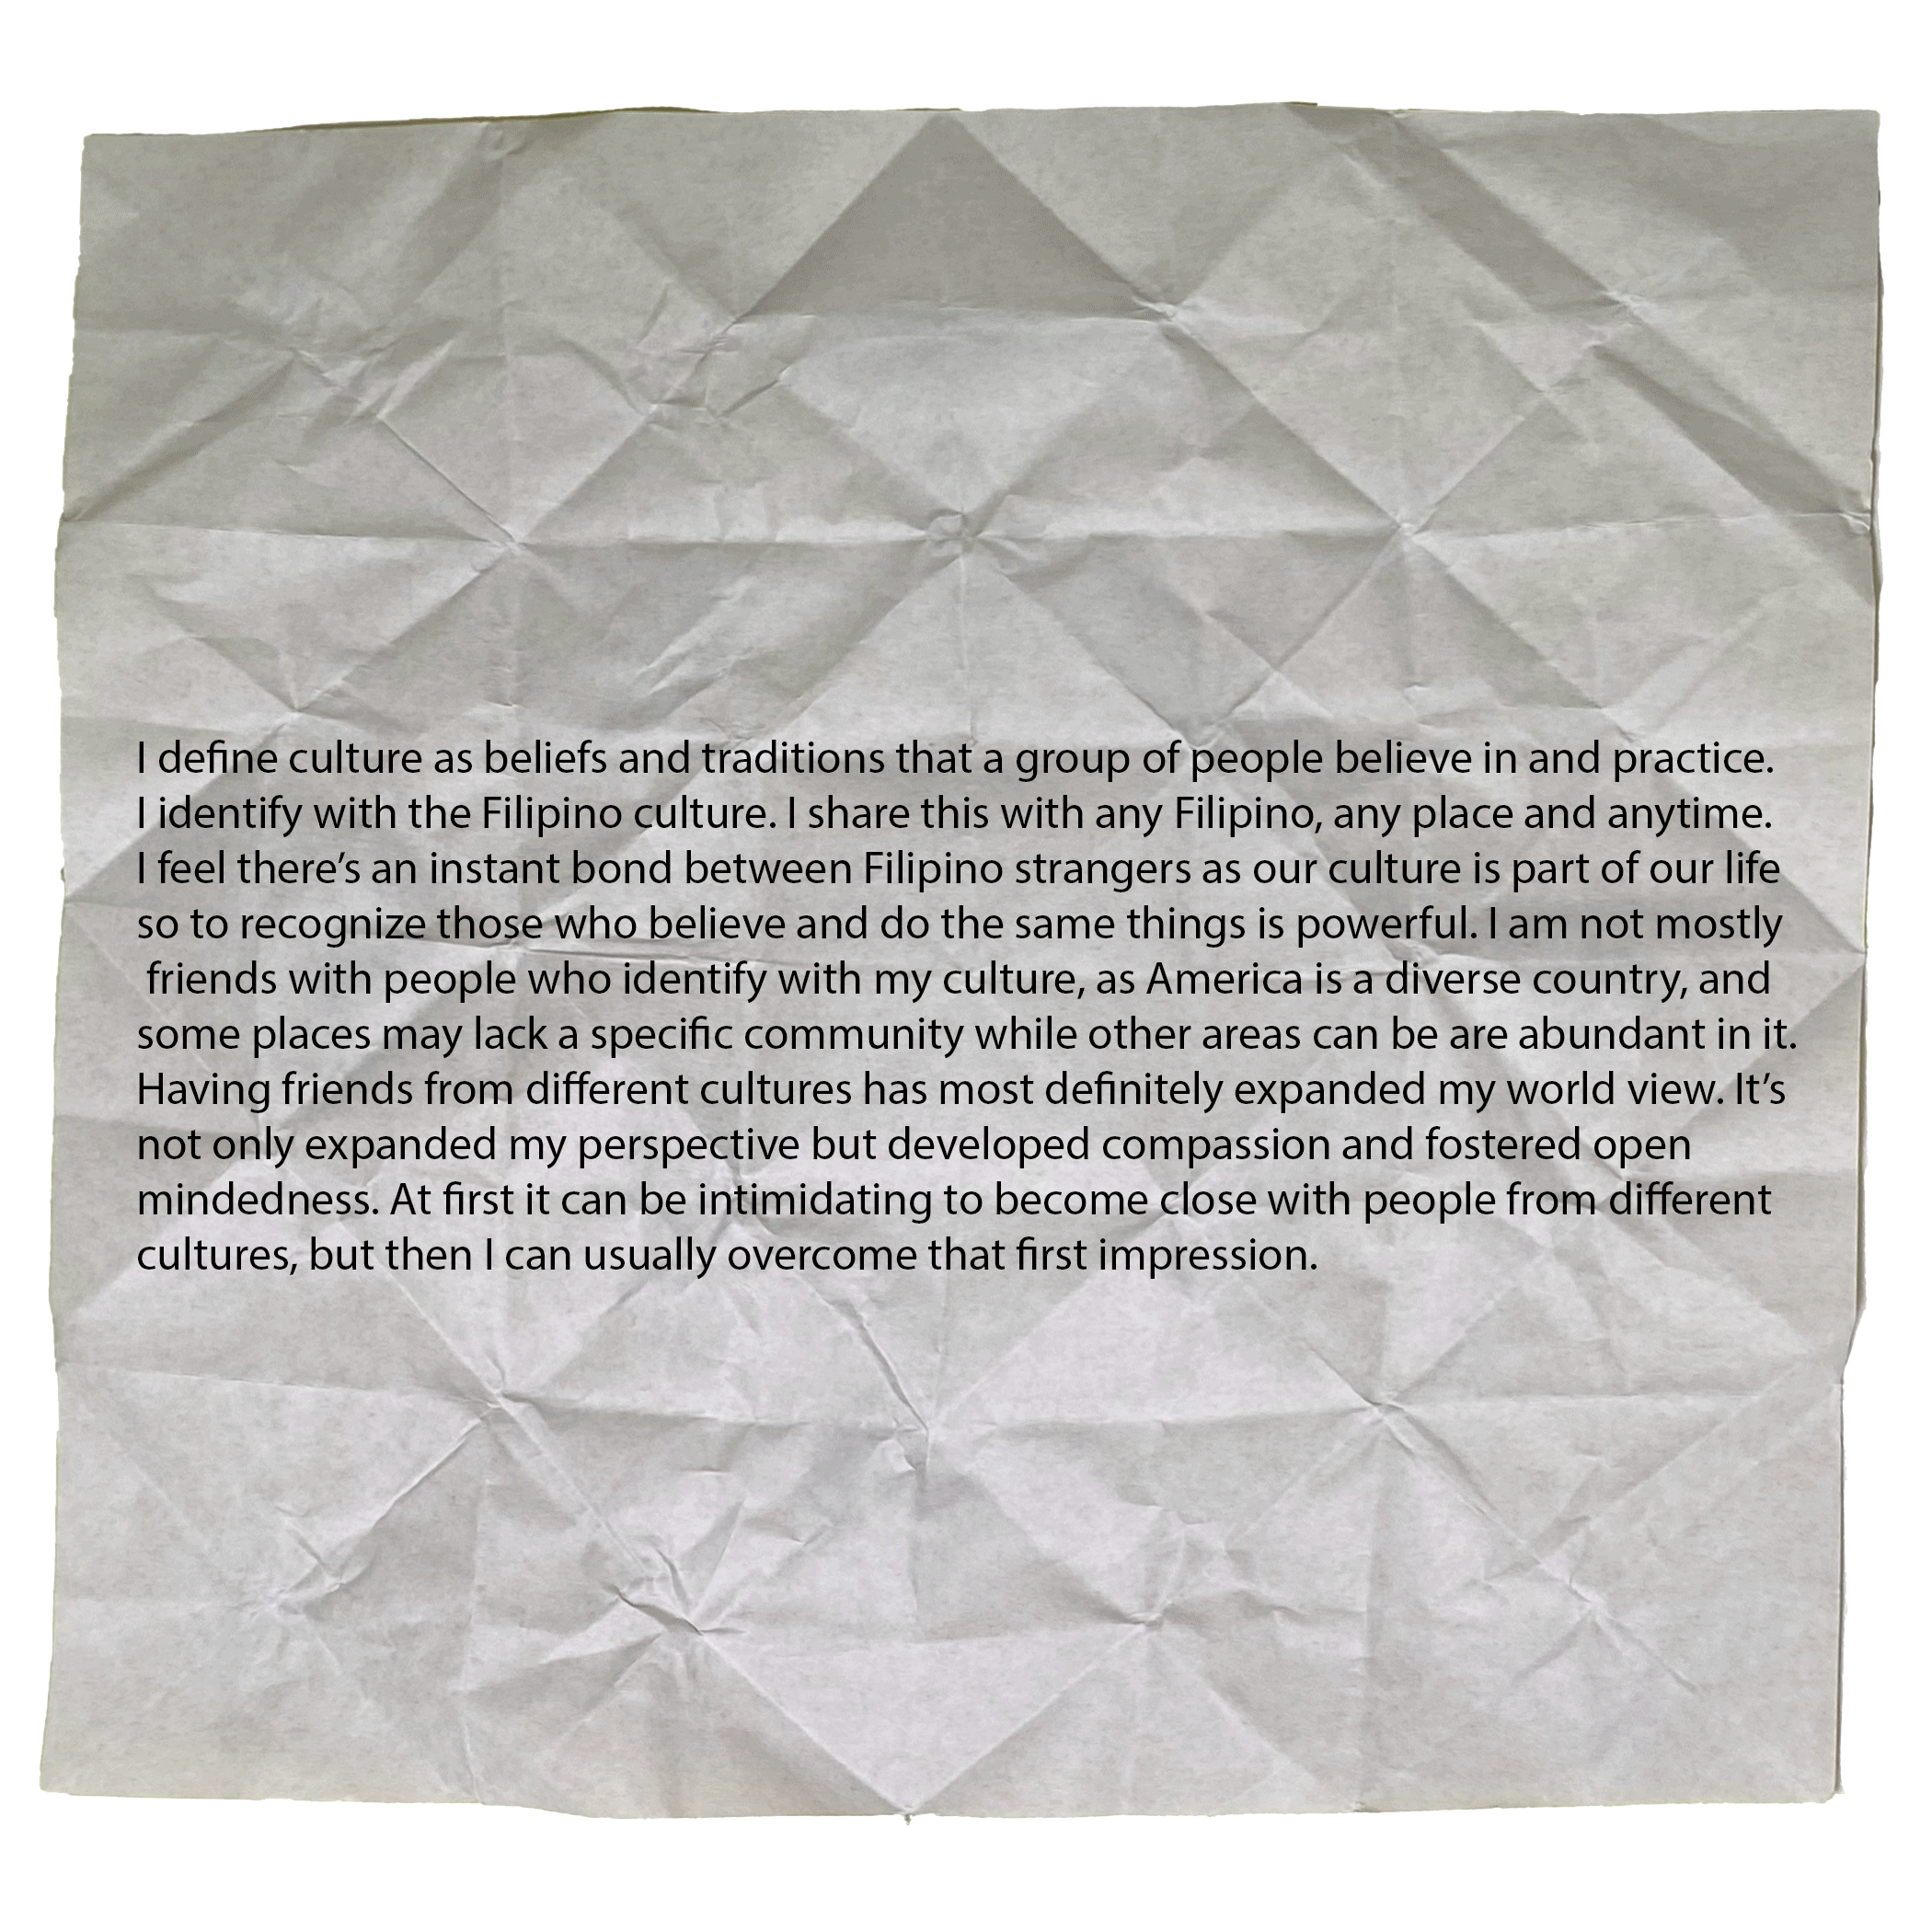 I define culture as beliefs and traditions that a group of people believe in and practice.
I identify with the Filipino culture. I share this with any Filipino, any place and anytime.
I feel there’s an instant bond between Filipino strangers as our culture is part of our life
so to recognize those who believe and do the same things is powerful. I am not mostly
friends with people who identify with my culture, as America is a diverse country, and
some places may lack a specific community while other areas can be are abundant in it.
Having friends from different cultures has most definitely expanded my world view. It’s
not only expanded my perspective but developed compassion and fostered open
mindedness. At first it can be intimidating to become close with people from different
cultures, but then I can usually overcome that first impression.